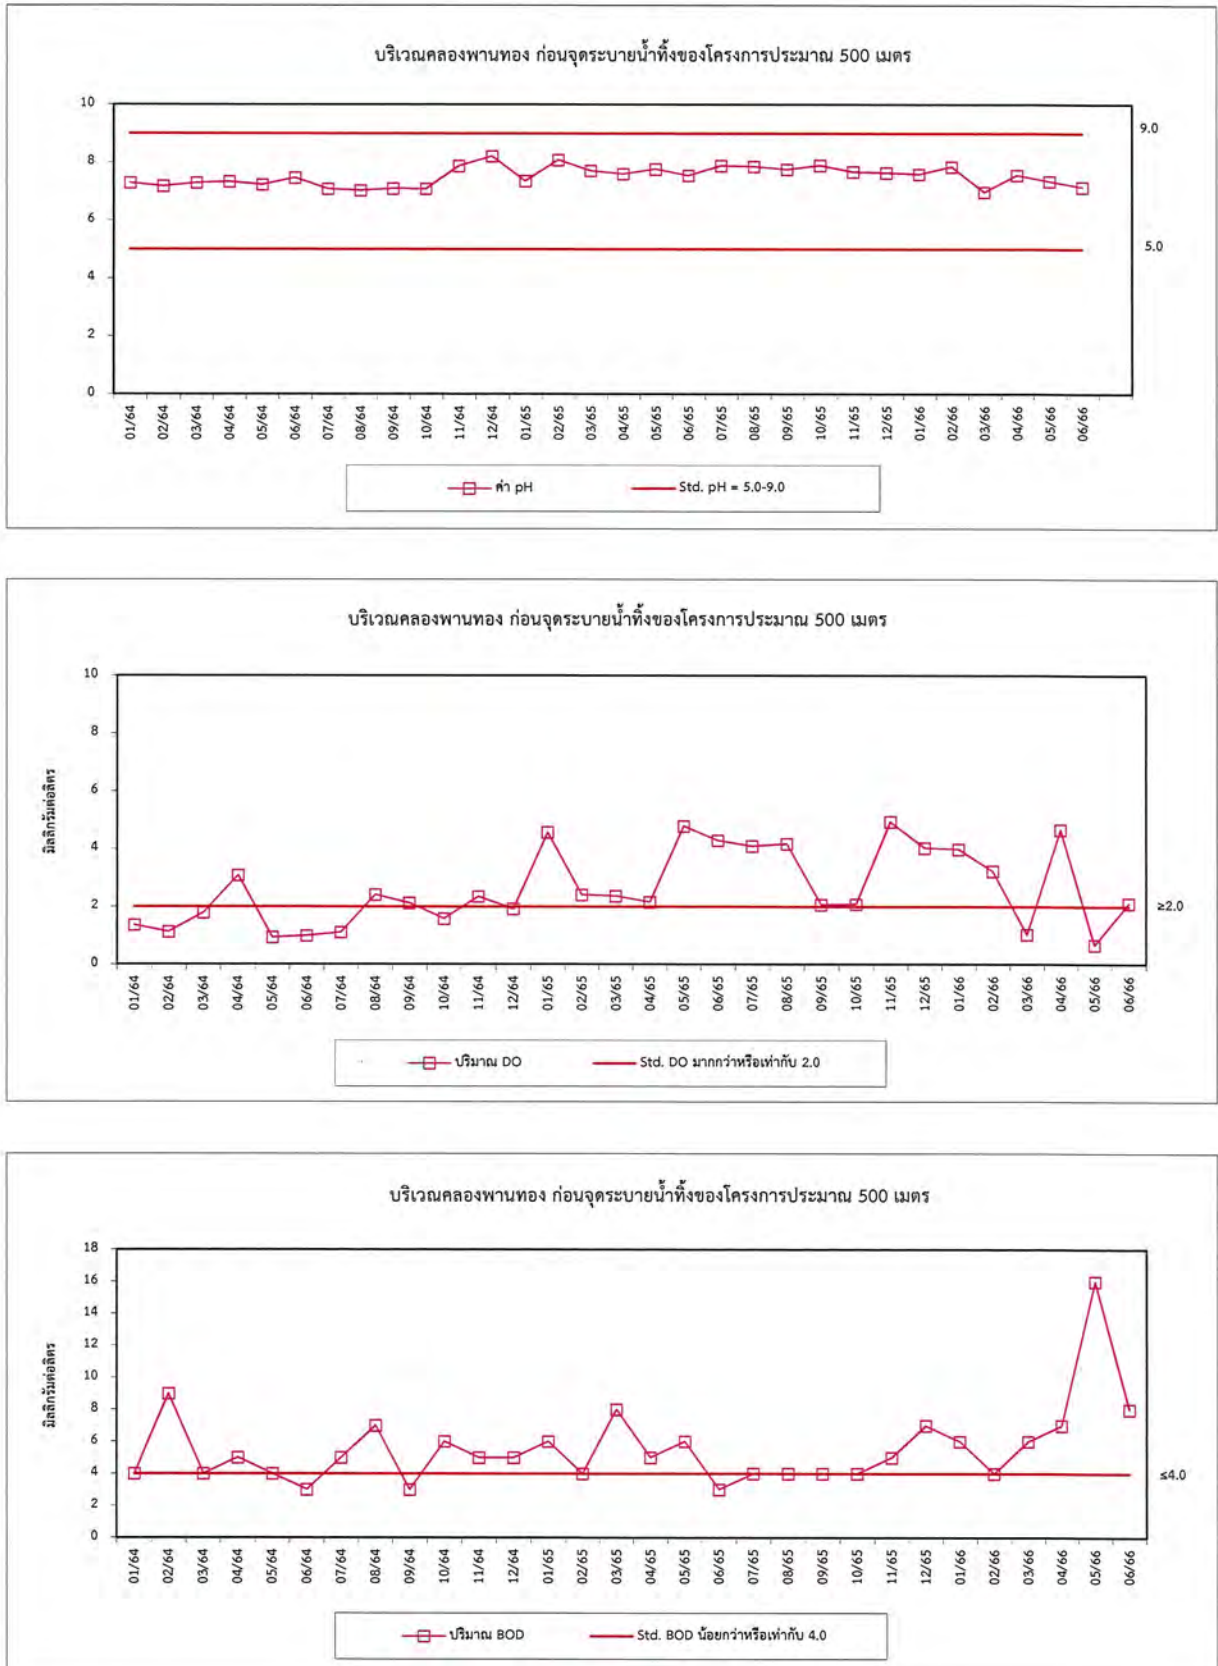 บริเวณคลองพานทอง ก่อนจุดระบายน้ำทิ้งของโครงการประมาณ 500 เมตร
10
8
6
4
2
0
9.0
5.0
01/64 02/64 03/64 04/64 05/64 06/64 07/64 08/64 09/64 10/64 11/64 12/64 01/65 02/65 03/65 04/65 05/65 06/65 07/65 08/65 09/65 10/65 11/65 12/65 01/66 02/66 03/66 04/66 05/66 06/66
ค่า pH Std. pH = 5.0-9.0
บริเวณคลองพานทอง ก่อนจุดระบายน้ำทิ้งของโครงการประมาณ 500 เมตร
มิลลิกรัมต่อลิตร
10
8
6
4
2
0
≥2.0
01/64 02/64 03/64 04/64 05/64 06/64 07/64 08/64 09/64 10/64 11/64 12/64 01/65 02/65 03/65 04/65 05/65 06/65 07/65 08/65 09/65 10/65 11/65 12/65 01/66 02/66 03/66 04/66 05/66 06/66
ปริมาณ DO Std. DO มากกว่าหรือเท่ากับ 2.0
บริเวณคลองพานทอง ก่อนจุดระบายน้ำทิ้งของโครงการประมาณ 500 เมตร
มิลลิกรัมต่อลิตร
18
16
14
12
10
8
6
4
2
0
≤4.0
01/64 02/64 03/64 04/64 05/64 06/64 07/64 08/64 09/64 10/64 11/64 12/64 01/65 02/65 03/65 04/65 05/65 06/65 07/65 08/65 09/65 10/65 11/65 12/65 01/66 02/66 03/66 04/66 05/66 06/66
ปริมาณ BOD Std. BOD น้อยกว่าหรือเท่ากับ 4.0